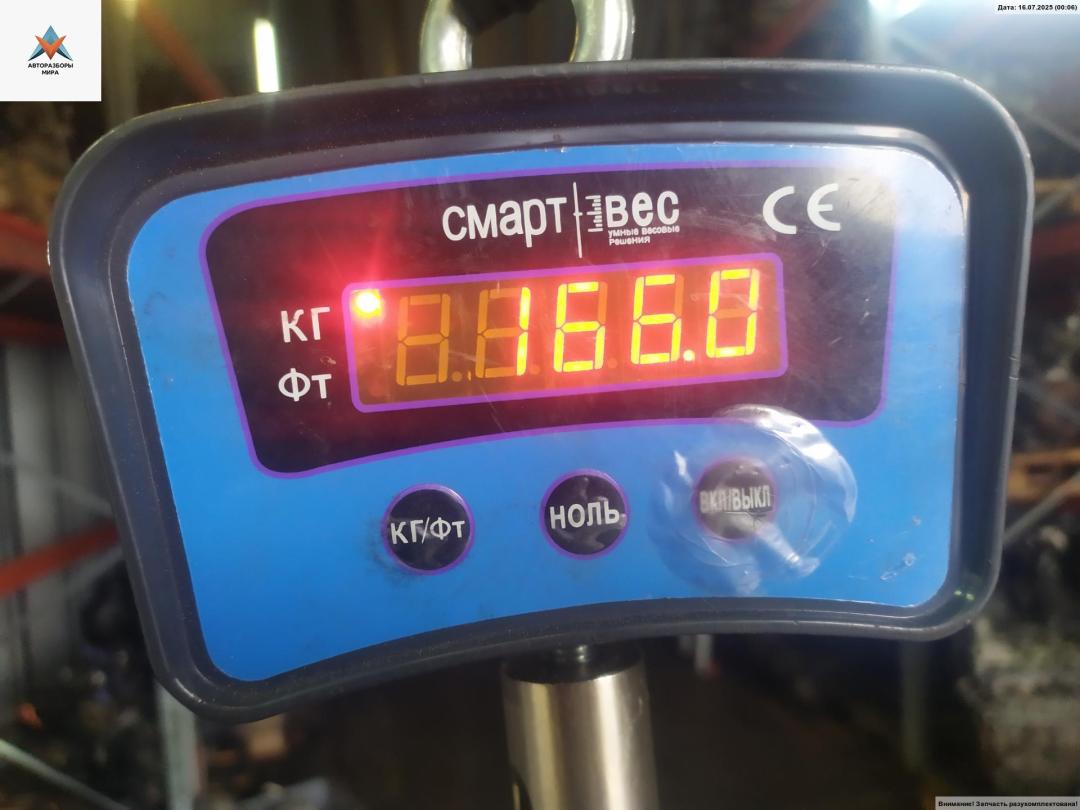 АВТОРАЗБОРЫ
МИРА
Дата: 16.07.2025 (00:06)
смарт вес
умные весовые
Решения
CE
КГ
Фт
166.0
КГ/Фт
НОЛЬ
ВКЛ/ВЫКЛ
Внимание! Запчасть разукомплектована!